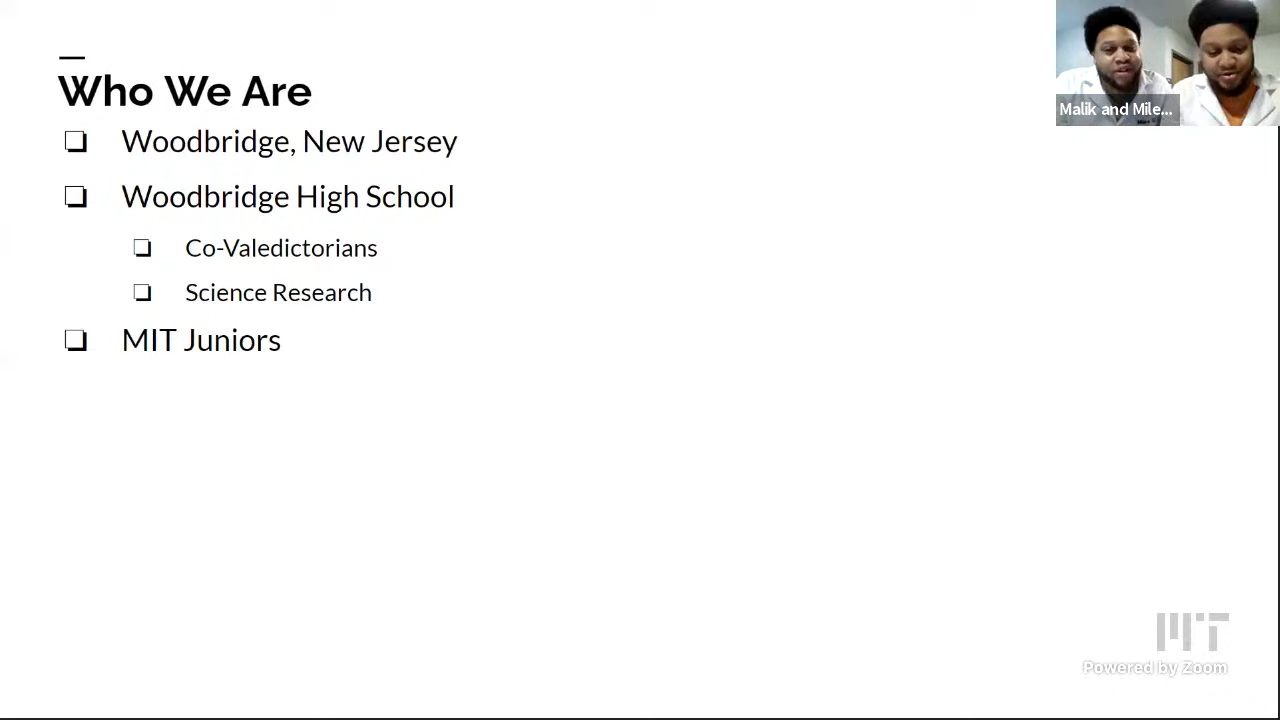 Who We Are
Woodbridge, New Jersey
Woodbridge High School
Co-Valedictorians
Science Research
MIT Juniors
Malik and Mile...
MIT
Powered by Zoom